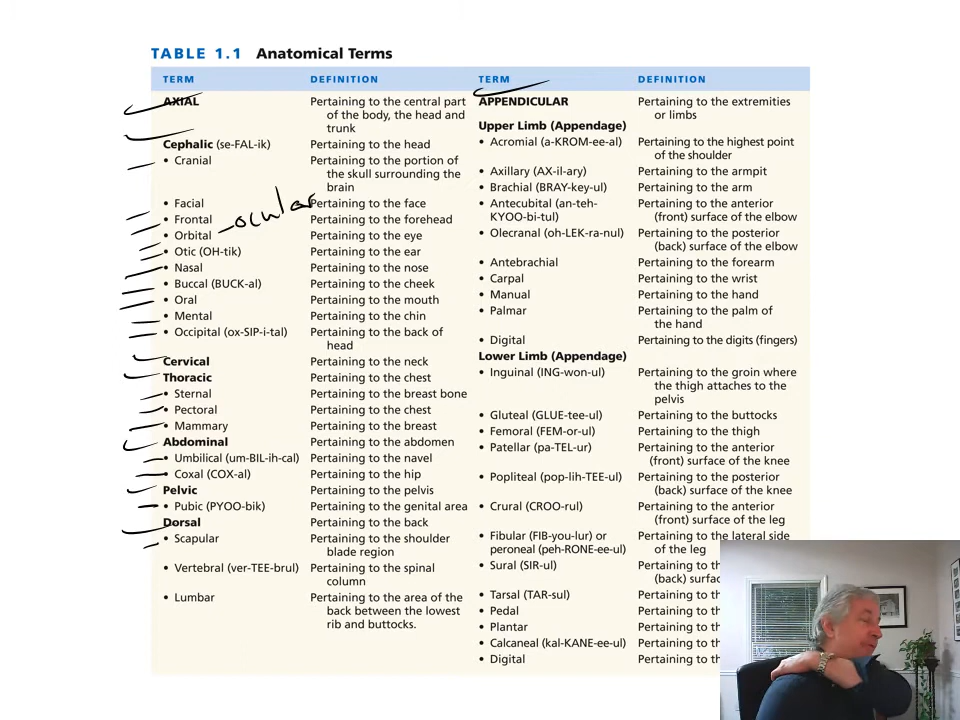 TABLE 1.1 Anatomical Terms
TERM DEFINITION
AXIAL Pertaining to the central part
of the body, the head and
trunk
Cephalic (se-FAL-ik) Pertaining to the head
• Cranial Pertaining to the portion of
the skull surrounding the
brain
• Facial Pertaining to the face
• Frontal Pertaining to the forehead
• Orbital -ocular Pertaining to the eye
• Otic (OH-tik) Pertaining to the ear
• Nasal Pertaining to the nose
• Buccal (BUCK-al) Pertaining to the cheek
• Oral Pertaining to the mouth
• Mental Pertaining to the chin
• Occipital (ox-SIP-i-tal) Pertaining to the back of
head
Cervical Pertaining to the neck
Thoracic Pertaining to the chest
• Sternal Pertaining to the breast bone
• Pectoral Pertaining to the chest
• Mammary Pertaining to the breast
Abdominal Pertaining to the abdomen
• Umbilical (um-BIL-ih-cal) Pertaining to the navel
• Coxal (COX-al) Pertaining to the hip
Pelvic Pertaining to the pelvis
• Pubic (PYOO-bik) Pertaining to the genital area
Dorsal Pertaining to the back
• Scapular Pertaining to the shoulder
blade region
• Vertebral (ver-TEE-brul) Pertaining to the spinal
column
• Lumbar Pertaining to the area of the
back between the lowest
rib and buttocks.
TERM DEFINITION
APPENDICULAR Pertaining to the extremities
or limbs
Upper Limb (Appendage)
• Acromial (a-KROM-ee-al) Pertaining to the highest point
of the shoulder
• Axillary (AX-il-ary) Pertaining to the armpit
• Brachial (BRAY-key-ul) Pertaining to the arm
• Antecubital (an-teh- Pertaining to the anterior
KYOO-bi-tul) (front) surface of the elbow
• Olecranal (oh-LEK-ra-nul) Pertaining to the posterior
(back) surface of the elbow
• Antebrachial Pertaining to the forearm
• Carpal Pertaining to the wrist
• Manual Pertaining to the hand
• Palmar Pertaining to the palm of
the hand
• Digital Pertaining to the digits (fingers)
Lower Limb (Appendage)
• Inguinal (ING-won-ul) Pertaining to the groin where
the thigh attaches to the
pelvis
• Gluteal (GLUE-tee-ul) Pertaining to the buttocks
• Femoral (FEM-or-ul) Pertaining to the thigh
• Patellar (pa-TEL-ur) Pertaining to the anterior
(front) surface of the knee
• Popliteal (pop-lih-TEE-ul) Pertaining to the posterior
(back) surface of the knee
• Crural (CROO-rul) Pertaining to the anterior
(front) surface of the leg
• Fibular (FIB-you-lur) or Pertaining to the lateral side
peroneal (peh-RONE-ee-ul) of the leg
• Sural (SIR-ul) Pertaining to
(back)
• Tarsal (TAR-sul) Pertaining to
• Pedal Pertaining to
• Plantar Pertaining to
• Calcaneal (kal-KANE-ee-ul) Pertaining to
• Digital Pertaining to